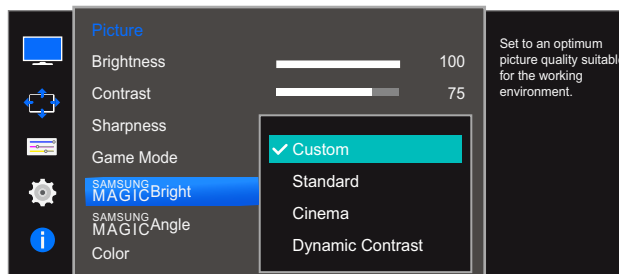 Picture
Brightness 100
Contrast 75
Sharpness
Game Mode
SAMSUNG
MAGICBright
SAMSUNG
MAGICAngle
Color
Custom
Standard
Cinema
Dynamic Contrast
Set to an optimum
picture quality suitable
for the working
environment.